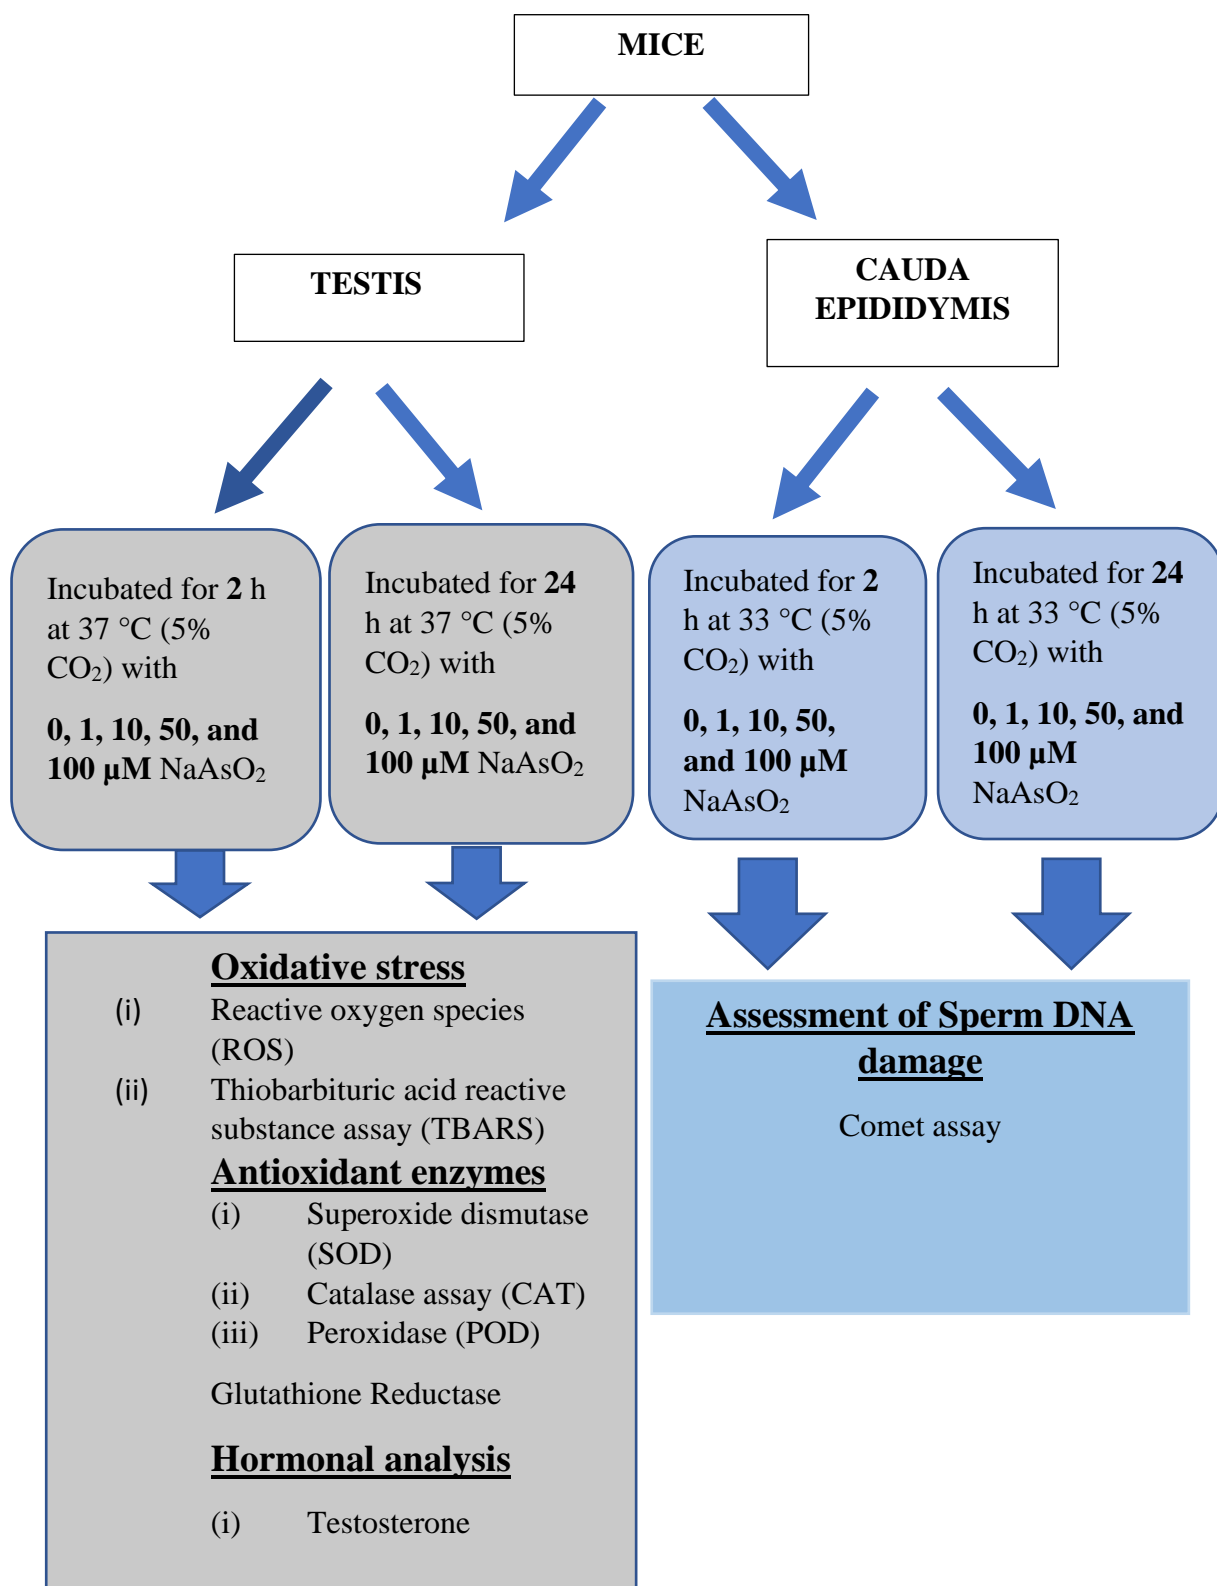 MICE
TESTIS
CAUDA
EPIDIDYMIS
Incubated for 2 h
at 37 °C (5%
CO₂) with
0, 1, 10, 50, and
100 µM NaAsO₂
Incubated for 24
h at 37 °C (5%
CO₂) with
0, 1, 10, 50, and
100 µM NaAsO₂
Incubated for 2
h at 33 °C (5%
CO₂) with
0, 1, 10, 50,
and 100 µM
NaAsO₂
Incubated for 24
h at 33 °C (5%
CO₂) with
0, 1, 10, 50, and
100 µM
NaAsO₂
Oxidative stress
(i) Reactive oxygen species
(ROS)
(ii) Thiobarbituric acid reactive
substance assay (TBARS)
Antioxidant enzymes
(i) Superoxide dismutase
(SOD)
(ii) Catalase assay (CAT)
(iii) Peroxidase (POD)
Glutathione Reductase
Hormonal analysis
(i) Testosterone
Assessment of Sperm DNA
damage
Comet assay